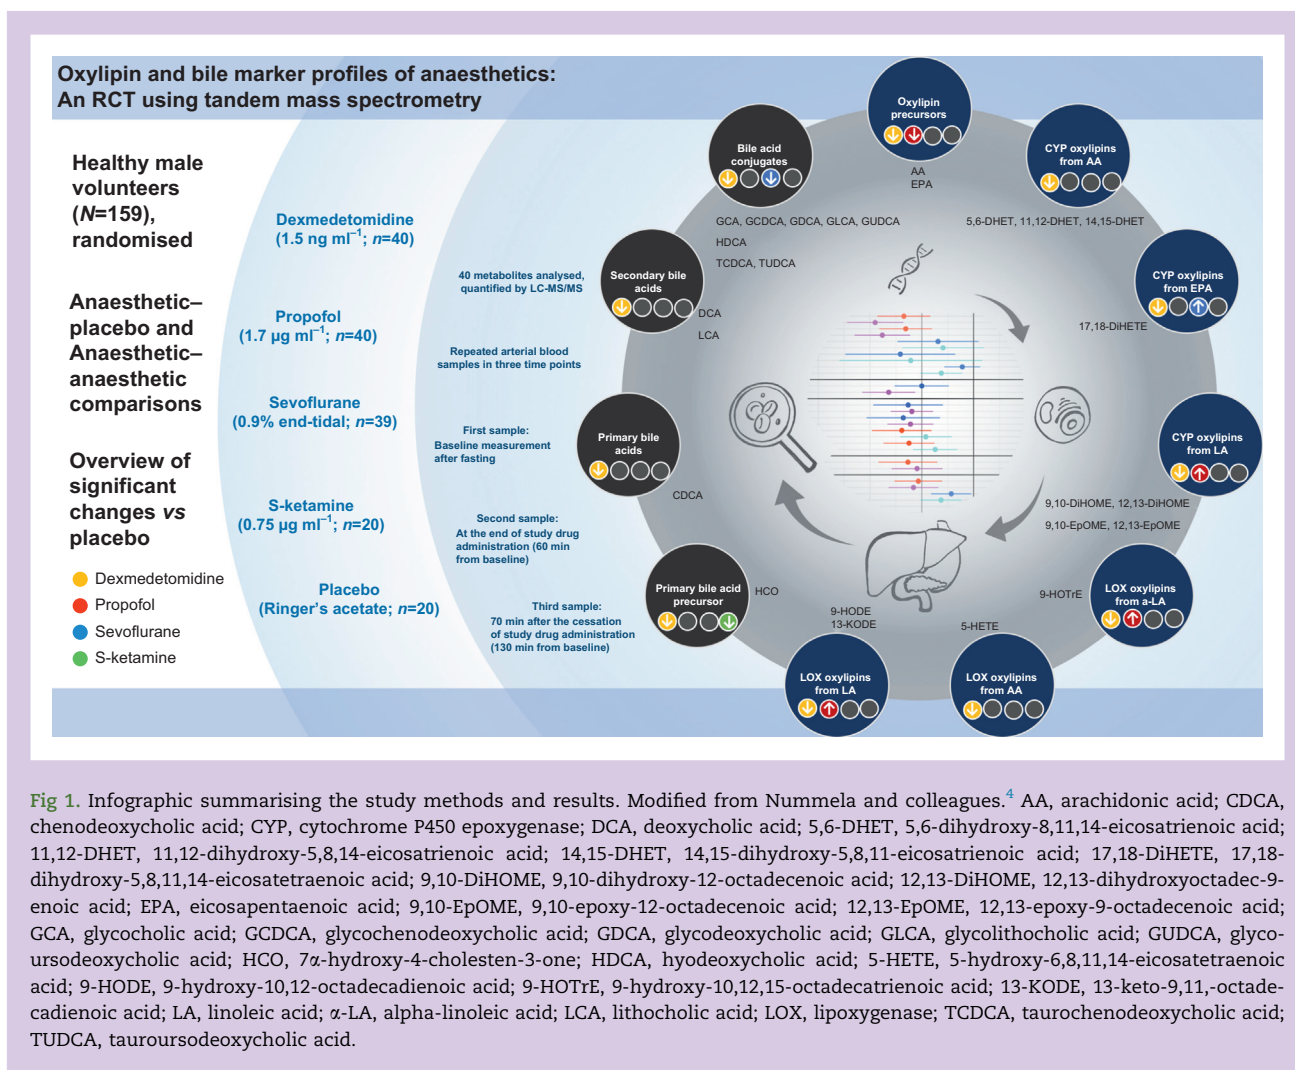 Oxylipin and bile marker profiles of anaesthetics:
An RCT using tandem mass spectrometry
Healthy male
volunteers
(N=159),
randomised
Anaesthetic–
placebo and
Anaesthetic–
anaesthetic
comparisons
Overview of
significant
changes vs
placebo
Dexmedetomidine
Propofol
Sevoflurane
S-ketamine
Dexmedetomidine
(1.5 ng ml⁻¹; n=40)
Propofol
(1.7 µg ml⁻¹; n=40)
Sevoflurane
(0.9% end-tidal; n=39)
S-ketamine
(0.75 µg ml⁻¹; n=20)
Placebo
(Ringer's acetate; n=20)
40 metabolites analysed,
quantified by LC-MS/MS
Repeated arterial blood
samples in three time points
First sample:
Baseline measurement
after fasting
Second sample:
At the end of study drug
administration (60 min
from baseline)
Third sample:
70 min after the cessation
of study drug administration
(130 min from baseline)
Oxylipin
precursors
AA
EPA
CYP oxylipins
from AA
5,6-DHET, 11,12-DHET, 14,15-DHET
CYP oxylipins
from EPA
17,18-DiHETE
CYP oxylipins
from LA
9,10-DiHOME, 12,13-DiHOME
9,10-EpOME, 12,13-EpOME
LOX oxylipins
from a-LA
9-HOTrE
LOX oxylipins
from AA
5-HETE
LOX oxylipins
from LA
9-HODE
13-KODE
Primary bile acid
precursor
HCO
Primary bile
acids
CDCA
Secondary bile
acids
DCA
LCA
Bile acid
conjugates
GCA, GCDCA, GDCA, GLCA, GUDCA
HDCA
TCDCA, TUDCA
Fig 1. Infographic summarising the study methods and results. Modified from Nummela and colleagues.⁴ AA, arachidonic acid; CDCA,
chenodeoxycholic acid; CYP, cytochrome P450 epoxygenase; DCA, deoxycholic acid; 5,6-DHET, 5,6-dihydroxy-8,11,14-eicosatrienoic acid;
11,12-DHET, 11,12-dihydroxy-5,8,14-eicosatrienoic acid; 14,15-DHET, 14,15-dihydroxy-5,8,11-eicosatrienoic acid; 17,18-DiHETE, 17,18-
dihydroxy-5,8,11,14-eicosatetraenoic acid; 9,10-DiHOME, 9,10-dihydroxy-12-octadecenoic acid; 12,13-DiHOME, 12,13-dihydroxyoctadec-9-
enoic acid; EPA, eicosapentaenoic acid; 9,10-EpOME, 9,10-epoxy-12-octadecenoic acid; 12,13-EpOME, 12,13-epoxy-9-octadecenoic acid;
GCA, glycocholic acid; GCDCA, glycochenodeoxycholic acid; GDCA, glycodeoxycholic acid; GLCA, glycolithocholic acid; GUDCA, glyco-
ursodeoxycholic acid; HCO, 7α-hydroxy-4-cholesten-3-one; HDCA, hyodeoxycholic acid; 5-HETE, 5-hydroxy-6,8,11,14-eicosatetraenoic
acid; 9-HODE, 9-hydroxy-10,12-octadecadienoic acid; 9-HOTrE, 9-hydroxy-10,12,15-octadecatrienoic acid; 13-KODE, 13-keto-9,11,-octade-
cadienoic acid; LA, linoleic acid; α-LA, alpha-linoleic acid; LCA, lithocholic acid; LOX, lipoxygenase; TCDCA, taurochenodeoxycholic acid;
TUDCA, tauroursodeoxycholic acid.